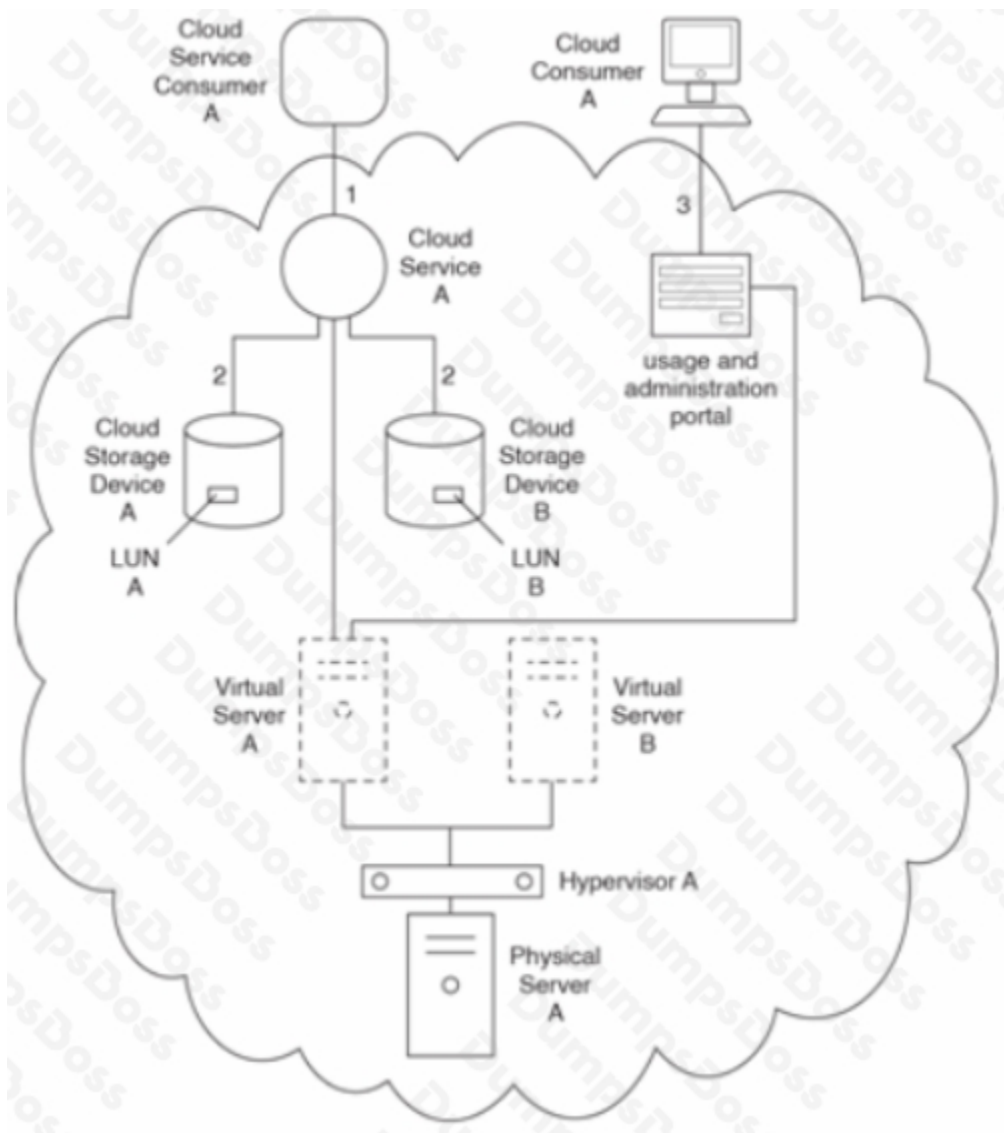 Cloud
Service
Consumer
A
Cloud
Consumer
A
1
3
Cloud
Service
A
usage and
administration
portal
2
2
Cloud
Storage
Device
A
Cloud
Storage
Device
B
LUN
A
LUN
B
Virtual
Server
A
Virtual
Server
B
Hypervisor A
Physical
Server
A
DumpsDoss